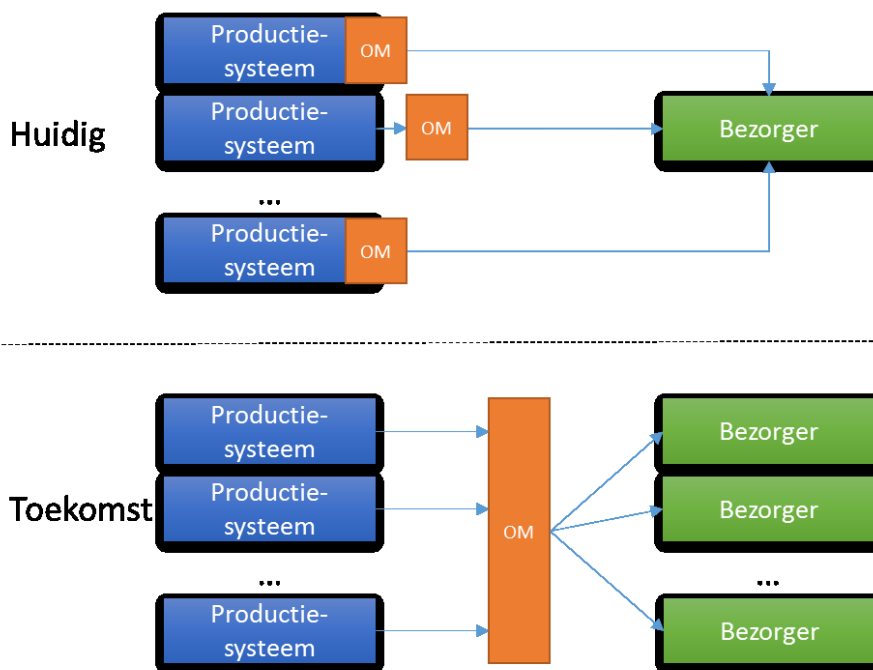 Productie-
systeem
OM
Productie-
systeem
OM
Bezorger
Huidig
...
Productie-
systeem
OM
Productie-
systeem
Bezorger
Productie-
systeem
OM
Bezorger
Toekomst
...
...
Productie-
systeem
Bezorger